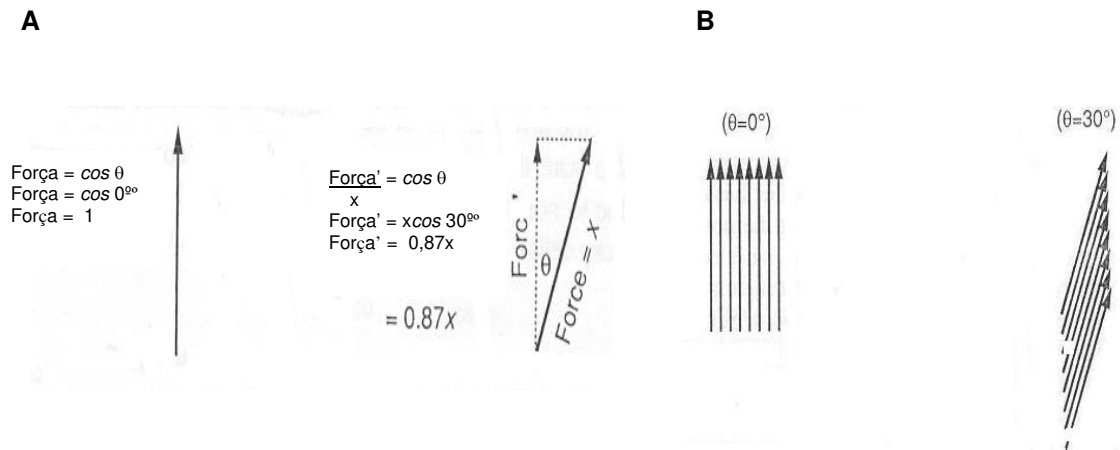 A
B
Força = cos θ
Força = cos 0ºº
Força = 1
Força' = cos θ
x
Força' = xcos 30ºº
Força' = 0,87x
= 0.87x
Forc '
θ
Force = x
(θ=0°)
(θ=30°)